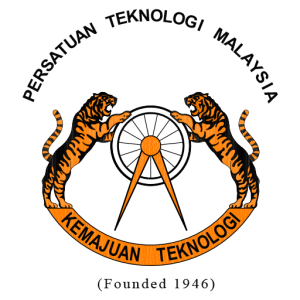 PERSATUAN TEKNOLOGI MALAYSIA
KEMAJUAN TEKNOLOGI
(Founded 1946)